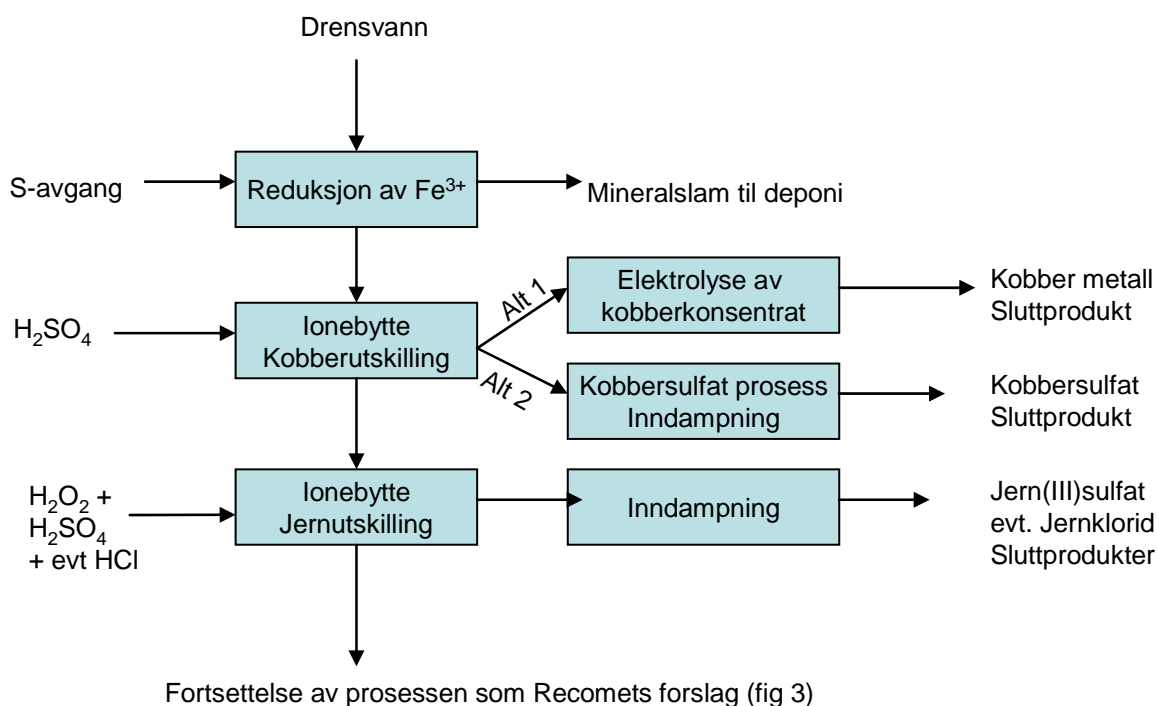 Drensvann
S-avgang
Reduksjon av Fe³⁺
Mineralslam til deponi
H₂SO₄
Ionebytte
Kobberutskilling
Alt 1
Elektrolyse av
kobberkonsentrat
Kobber metall
Sluttprodukt
Alt 2
Kobbersulfat prosess
Inndampning
Kobbersulfat
Sluttprodukt
H₂O₂ +
H₂SO₄
+ evt HCl
Ionebytte
Jernutskilling
Inndampning
Jern(III)sulfat
evt. Jernklorid
Sluttprodukter
Fortsettelse av prosessen som Recomets forslag (fig 3)